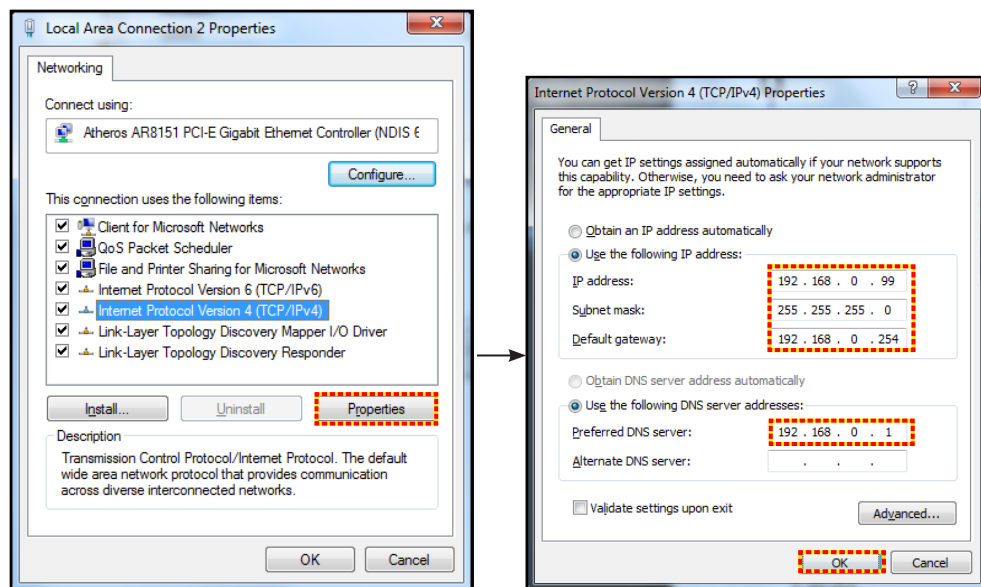 Local Area Connection 2 Properties
Networking
Connect using:
Atheros AR8151 PCI-E Gigabit Ethernet Controller (NDIS 6
Configure...
This connection uses the following items:
Client for Microsoft Networks
QoS Packet Scheduler
File and Printer Sharing for Microsoft Networks
Internet Protocol Version 6 (TCP/IPv6)
Internet Protocol Version 4 (TCP/IPv4)
Link-Layer Topology Discovery Mapper I/O Driver
Link-Layer Topology Discovery Responder
Install...
Uninstall
Properties
Description
Transmission Control Protocol/Internet Protocol. The default
wide area network protocol that provides communication
across diverse interconnected networks.
OK
Cancel
Internet Protocol Version 4 (TCP/IPv4) Properties
General
You can get IP settings assigned automatically if your network supports
this capability. Otherwise, you need to ask your network administrator
for the appropriate IP settings.
Obtain an IP address automatically
Use the following IP address:
IP address: 192 . 168 . 0 . 99
Subnet mask: 255 . 255 . 255 . 0
Default gateway: 192 . 168 . 0 . 254
Obtain DNS server address automatically
Use the following DNS server addresses:
Preferred DNS server: 192 . 168 . 0 . 1
Alternate DNS server: . . .
Validate settings upon exit
Advanced...
OK
Cancel